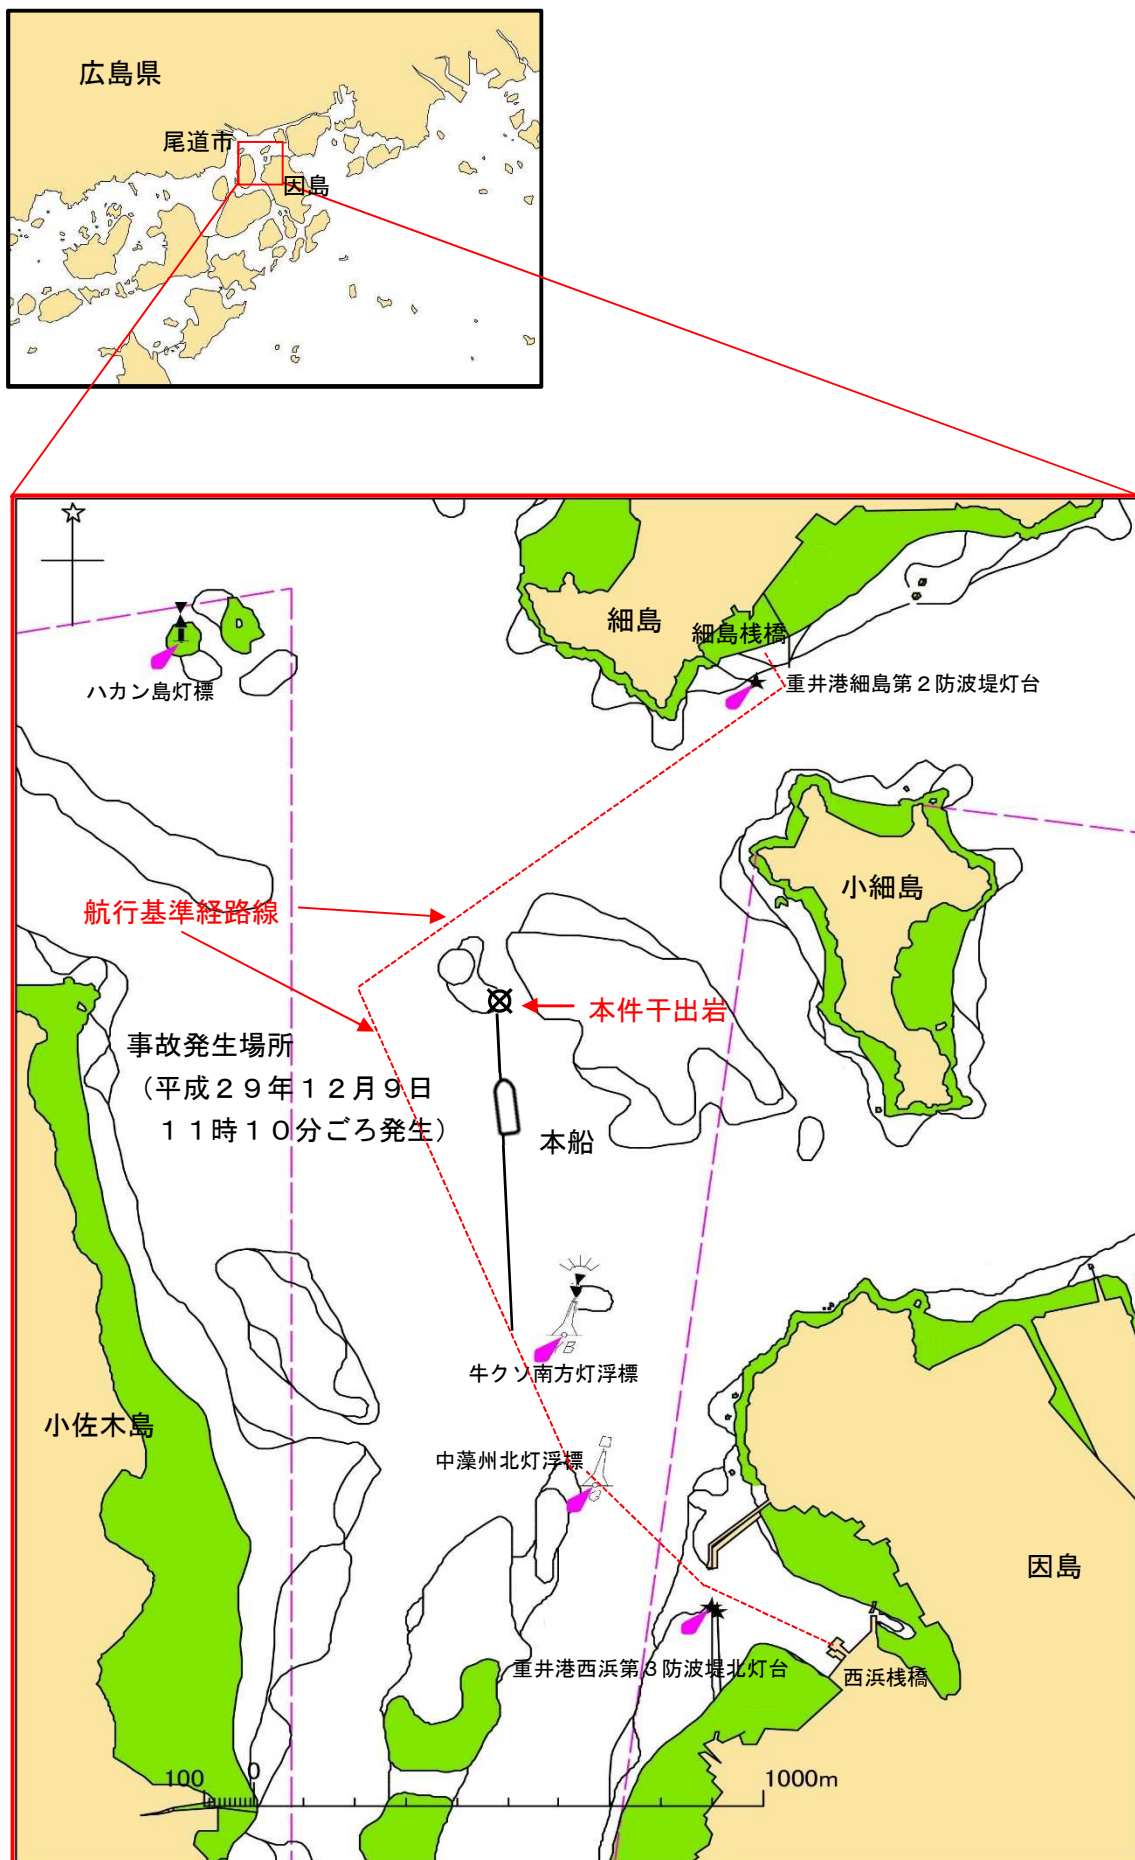 広島県
尾道市
因島
細島
細島桟橋
重井港細島第２防波堤灯台
ハカン島灯標
小細島
航行基準経路線
本件干出岩
事故発生場所
（平成２９年１２月９日
１１時１０分ごろ発生）
本船
YB
牛クソ南方灯浮標
小佐木島
中藻州北灯浮標
G
因島
重井港西浜第３防波堤北灯台
西浜桟橋
100 0 1000m